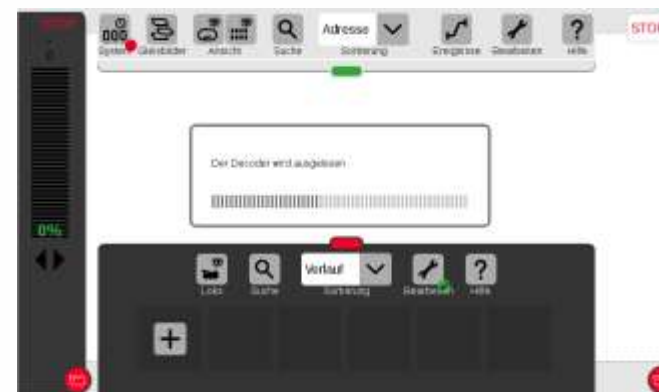 STOP
Adresse
STOP
System Gleisbilder Ansicht Suche Sortierung Ereignisse Bearbeiten Hilfe
Der Decoder wird ausgelesen
0%
Verlauf
Loks Suche Sortierung Bearbeiten Hilfe